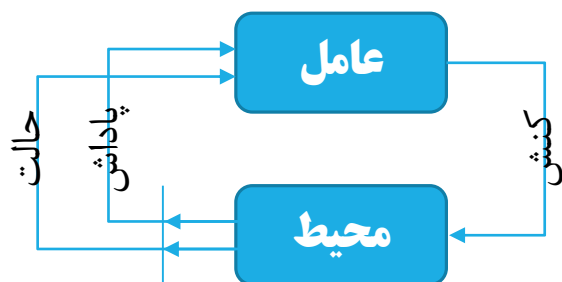 عامل
کنش
پاداش
حالت
محیط